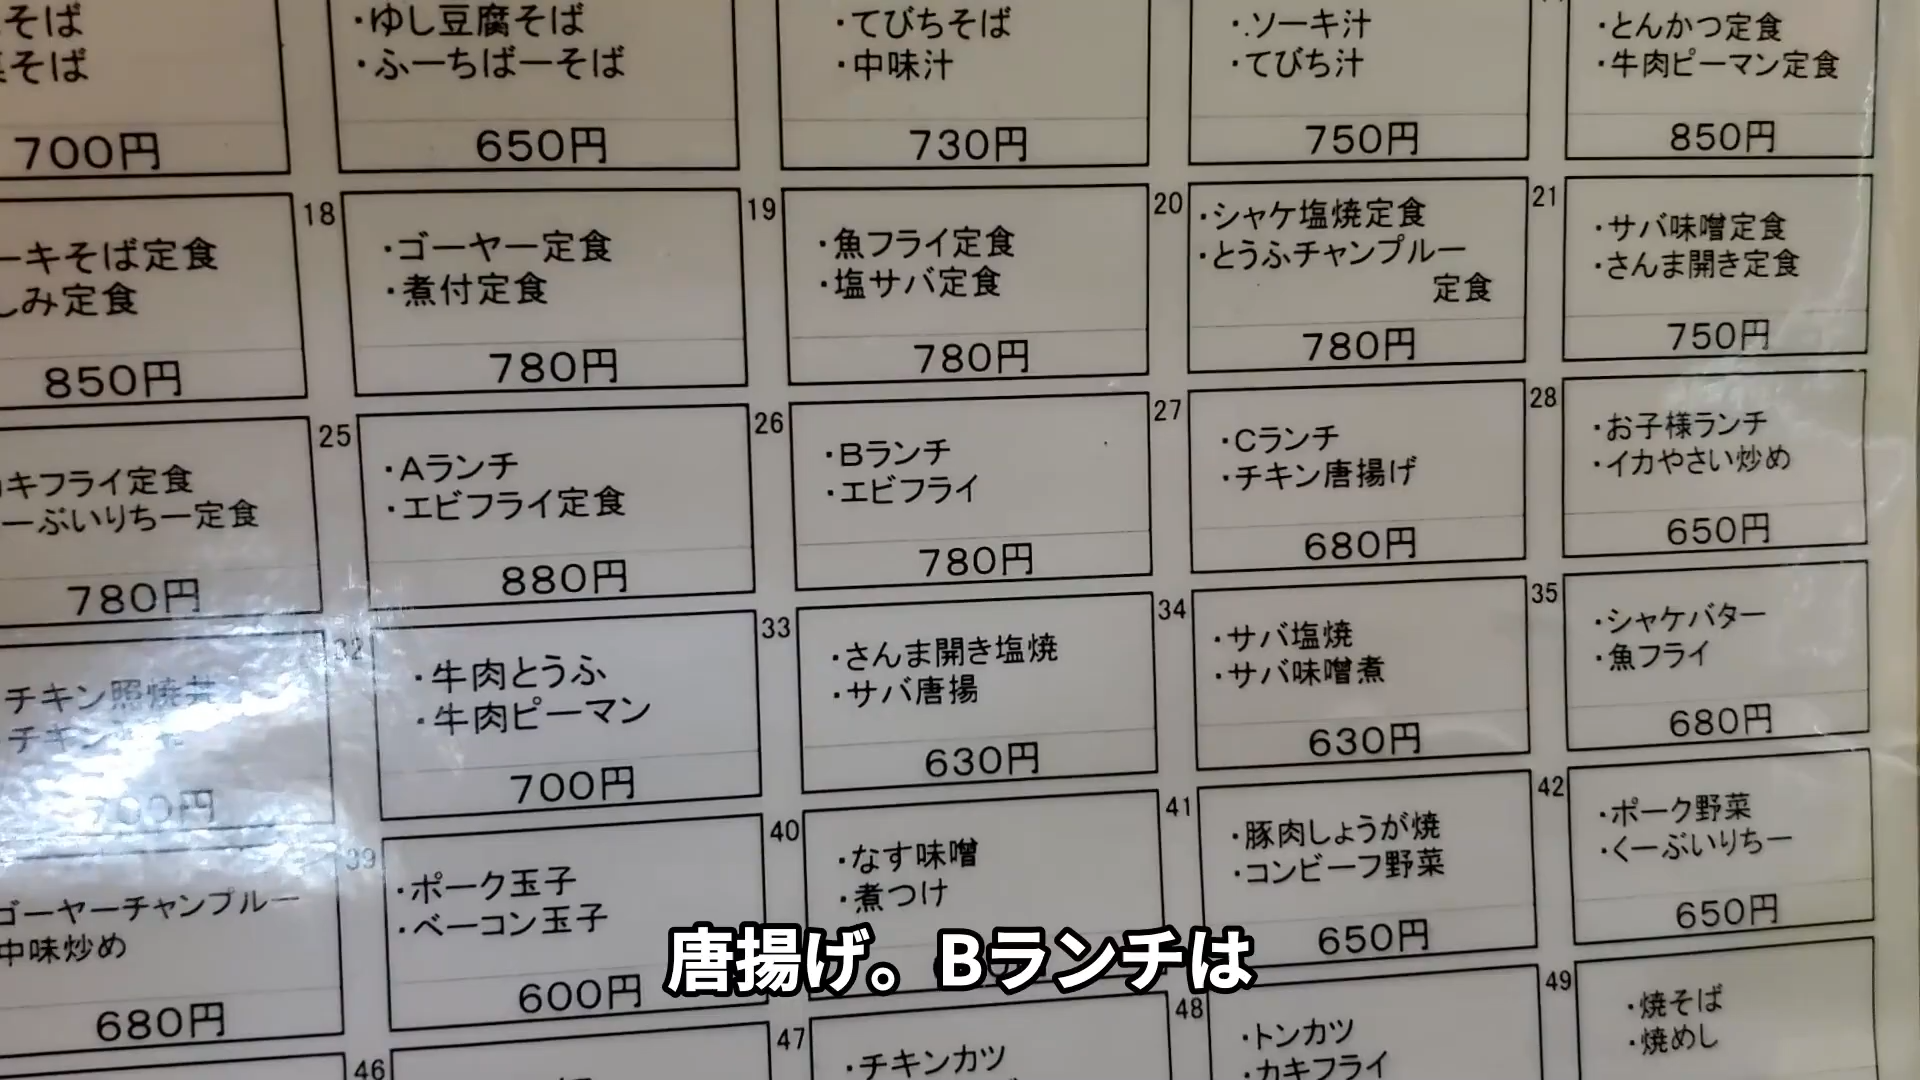 そば
・ゆし豆腐そば
・てびちそば
・ソーキ汁
・とんかつ定食
そば
・ふーちばーそば
・中味汁
・てびち汁
・牛肉ピーマン定食
700円
650円
730円
750円
850円
18
19
20
21
ーキそば定食
・ゴーヤー定食
・魚フライ定食
・シャケ塩焼定食
・サバ味噌定食
しみ定食
・煮付定食
・塩サバ定食
・とうふチャンプルー
定食
・さんま開き定食
850円
780円
780円
780円
750円
25
26
27
28
キフライ定食
・Aランチ
・Bランチ
・Cランチ
・お子様ランチ
ーぶいりちー定食
・エビフライ定食
・エビフライ
・チキン唐揚げ
・イカやさい炒め
780円
880円
780円
680円
650円
32
33
34
35
チキン照焼丼
・牛肉とうふ
・さんま開き塩焼
・サバ塩焼
・シャケバター
チキン
・牛肉ピーマン
・サバ唐揚
・サバ味噌煮
・魚フライ
700円
700円
630円
630円
680円
39
40
41
42
ゴーヤーチャンプルー
・ポーク玉子
・なす味噌
・豚肉しょうが焼
・ポーク野菜
中味炒め
・ベーコン玉子
・煮つけ
・コンビーフ野菜
・くーぶいりちー
680円
600円
650円
650円
46
47
48
49
・チキンカツ
・トンカツ
・カキフライ
・焼そば
・焼めし
唐揚げ。Bランチは